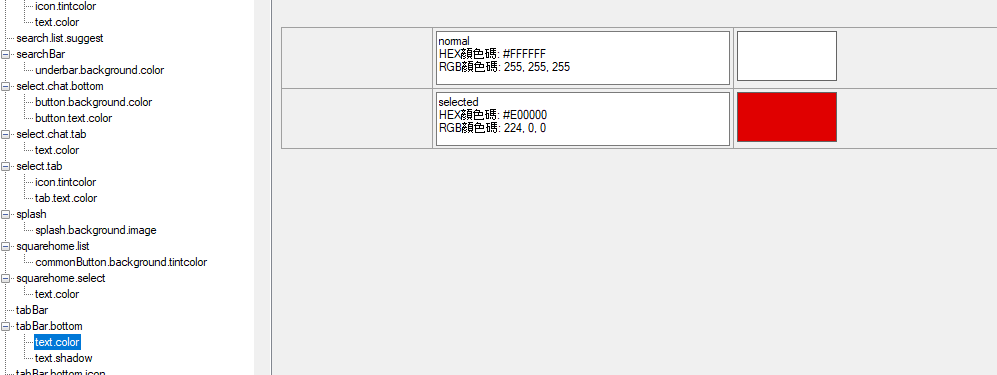 icon.tintcolor
text.color
search.list.suggest
searchBar
underbar.background.color
select.chat.bottom
button.background.color
button.text.color
select.chat.tab
text.color
select.tab
icon.tintcolor
tab.text.color
splash
splash.background.image
squarehome.list
commonButton.background.tintcolor
squarehome.select
text.color
tabBar
tabBar.bottom
text.color
text.shadow
tabBar.bottom.icon
normal
HEX顏色碼: #FFFFFF
RGB顏色碼: 255, 255, 255
selected
HEX顏色碼: #E00000
RGB顏色碼: 224, 0, 0